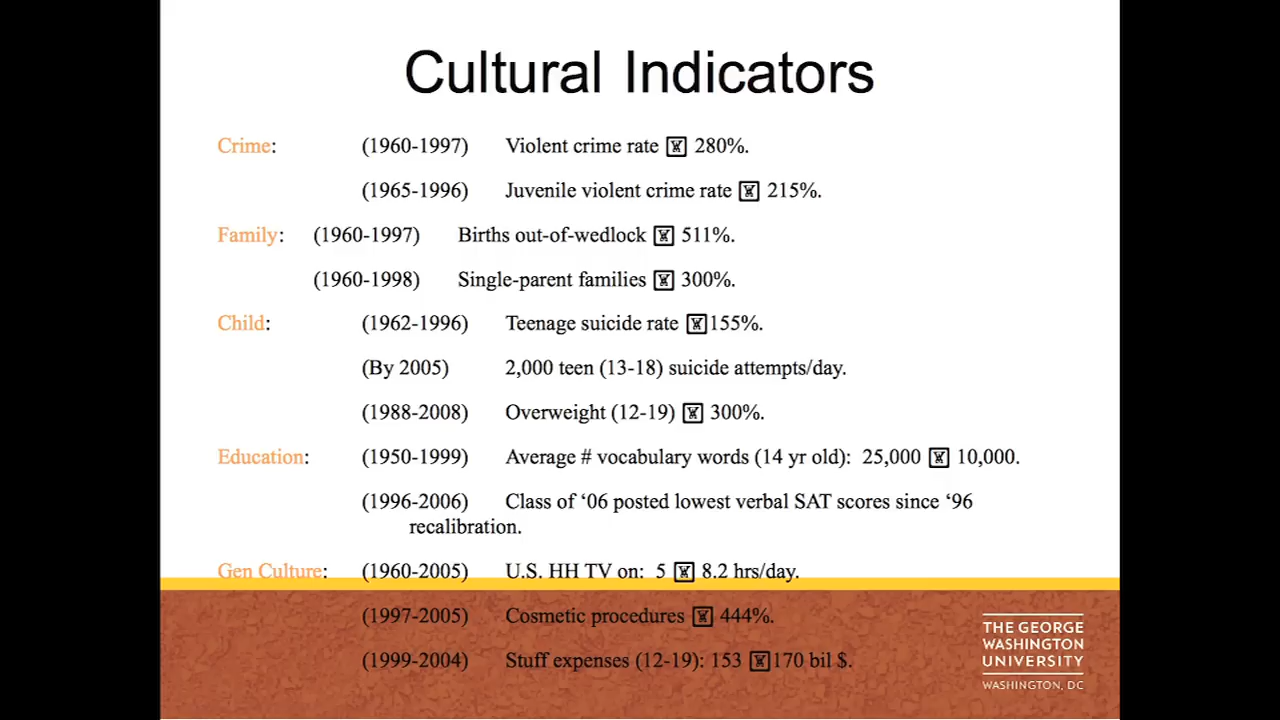 Cultural Indicators
Crime: (1960-1997) Violent crime rate 280%.
(1965-1996) Juvenile violent crime rate 215%.
Family: (1960-1997) Births out-of-wedlock 511%.
(1960-1998) Single-parent families 300%.
Child: (1962-1996) Teenage suicide rate 155%.
(By 2005) 2,000 teen (13-18) suicide attempts/day.
(1988-2008) Overweight (12-19) 300%.
Education: (1950-1999) Average # vocabulary words (14 yr old): 25,000 10,000.
(1996-2006) Class of ‘06 posted lowest verbal SAT scores since ‘96
recalibration.
Gen Culture: (1960-2005) U.S. HH TV on: 5 8.2 hrs/day.
(1997-2005) Cosmetic procedures 444%.
(1999-2004) Stuff expenses (12-19): 153 170 bil $.
THE GEORGE
WASHINGTON
UNIVERSITY
WASHINGTON, DC